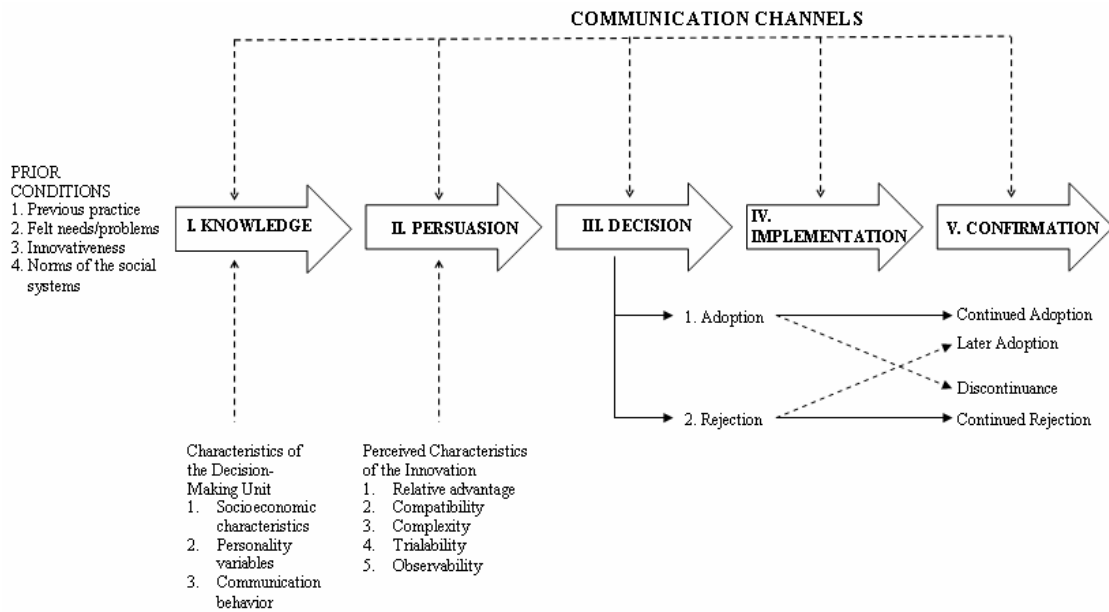 COMMUNICATION CHANNELS
PRIOR
CONDITIONS
1. Previous practice
2. Felt needs/problems
3. Innovativeness
4. Norms of the social
systems
I. KNOWLEDGE
II. PERSUASION
III. DECISION
IV.
IMPLEMENTATION
V. CONFIRMATION
1. Adoption
Continued Adoption
Later Adoption
Discontinuance
2. Rejection
Continued Rejection
Characteristics of
the Decision-
Making Unit
1. Socioeconomic
characteristics
2. Personality
variables
3. Communication
behavior
Perceived Characteristics
of the Innovation
1. Relative advantage
2. Compatibility
3. Complexity
4. Trialability
5. Observability